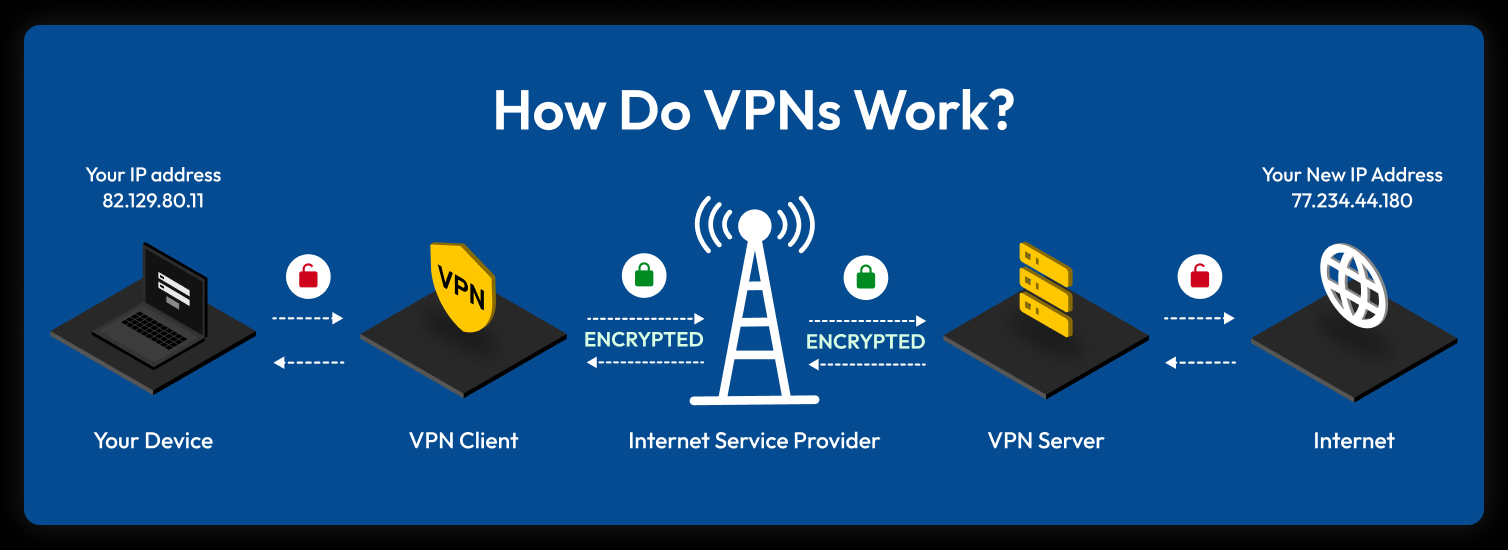 How Do VPNs Work?
Your IP address
82.129.80.11
Your New IP Address
77.234.44.180
VPN
ENCRYPTED
ENCRYPTED
Your Device
VPN Client
Internet Service Provider
VPN Server
Internet